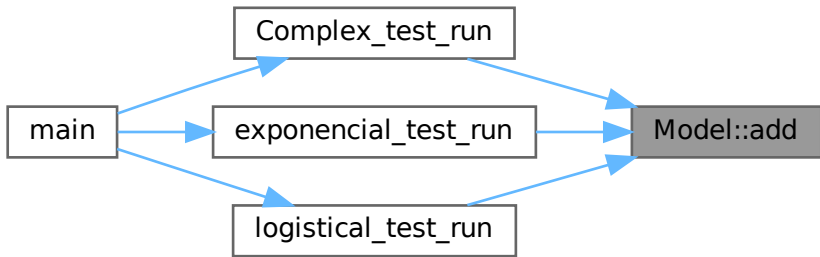 Complex_test_run
main
exponencial_test_run
Model::add
logistical_test_run